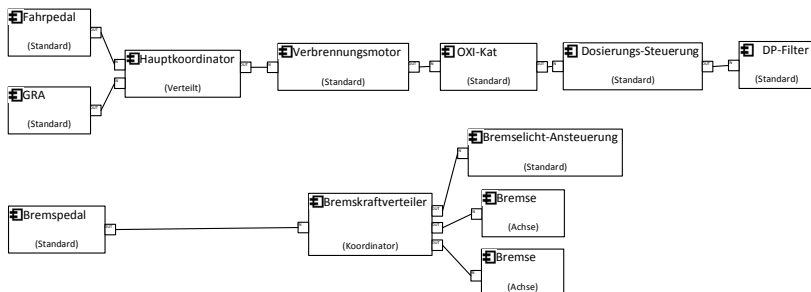 Fahrpedal
(Standard)
GRA
(Standard)
Hauptkoordinator
(Verteilt)
Verbrennungsmotor
(Standard)
OXI-Kat
(Standard)
Dosierungs-Steuerung
(Standard)
DP-Filter
(Standard)
Bremspedal
(Standard)
Bremskraftverteiler
(Koordinator)
Bremselicht-Ansteuerung
(Standard)
Bremse
(Achse)
Bremse
(Achse)